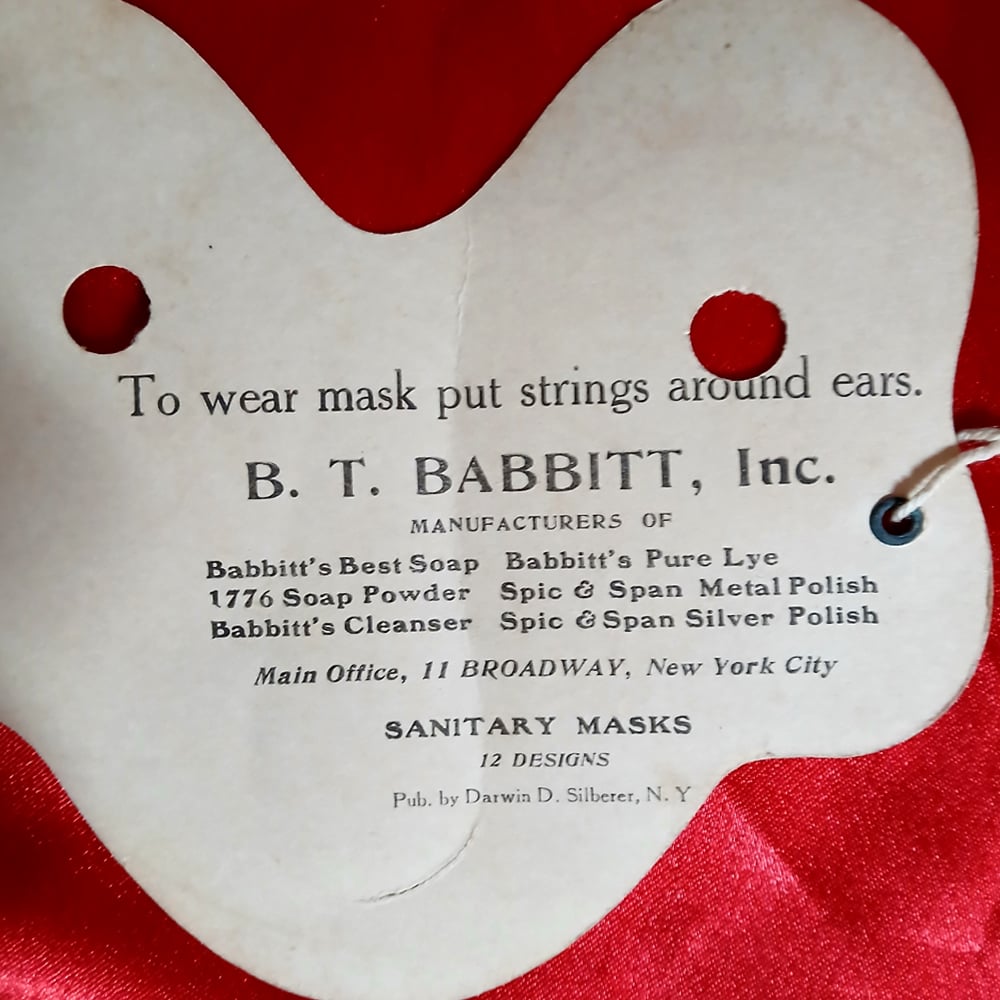 To wear mask put strings around ears.
B. T. BABBITT, Inc.
MANUFACTURERS OF
Babbitt's Best Soap Babbitt's Pure Lye
1776 Soap Powder Spic & Span Metal Polish
Babbitt's Cleanser Spic & Span Silver Polish
Main Office, 11 BROADWAY, New York City
SANITARY MASKS
12 DESIGNS
Pub. by Darwin D. Silberer, N. Y